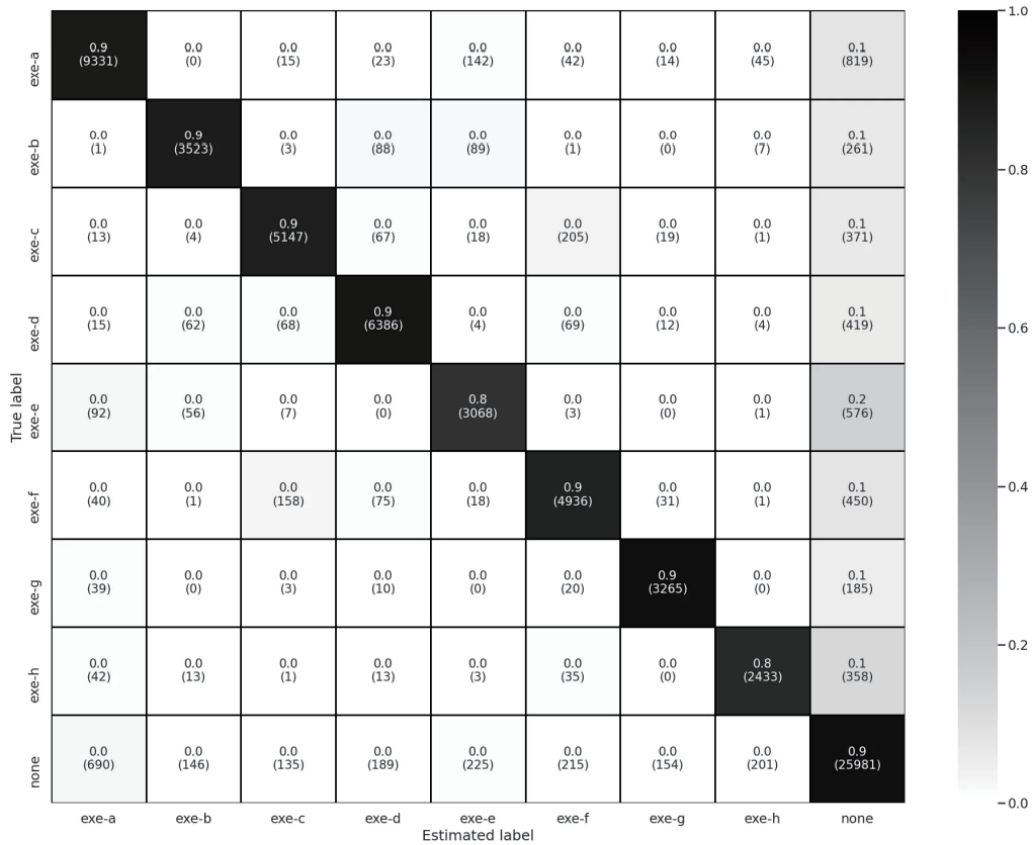 True label
exe-a
0.9 0.0 0.0 0.0 0.0 0.0 0.0 0.0 0.1
(9331) (0) (15) (23) (142) (42) (14) (45) (819)
exe-b
0.0 0.9 0.0 0.0 0.0 0.0 0.0 0.0 0.1
(1) (3523) (3) (88) (89) (1) (0) (7) (261)
exe-c
0.0 0.0 0.9 0.0 0.0 0.0 0.0 0.0 0.1
(13) (4) (5147) (67) (18) (205) (19) (1) (371)
exe-d
0.0 0.0 0.0 0.9 0.0 0.0 0.0 0.0 0.1
(15) (62) (68) (6386) (4) (69) (12) (4) (419)
exe-e
0.0 0.0 0.0 0.0 0.8 0.0 0.0 0.0 0.2
(92) (56) (7) (0) (3068) (3) (0) (1) (576)
exe-f
0.0 0.0 0.0 0.0 0.0 0.9 0.0 0.0 0.1
(40) (1) (158) (75) (18) (4936) (31) (1) (450)
exe-g
0.0 0.0 0.0 0.0 0.0 0.0 0.9 0.0 0.1
(39) (0) (3) (10) (0) (20) (3265) (0) (185)
exe-h
0.0 0.0 0.0 0.0 0.0 0.0 0.0 0.8 0.1
(42) (13) (1) (13) (3) (35) (0) (2433) (358)
none
0.0 0.0 0.0 0.0 0.0 0.0 0.0 0.0 0.9
(690) (146) (135) (189) (225) (215) (154) (201) (25981)
exe-a exe-b exe-c exe-d exe-e exe-f exe-g exe-h none
Estimated label
1.0
0.8
0.6
0.4
0.2
0.0